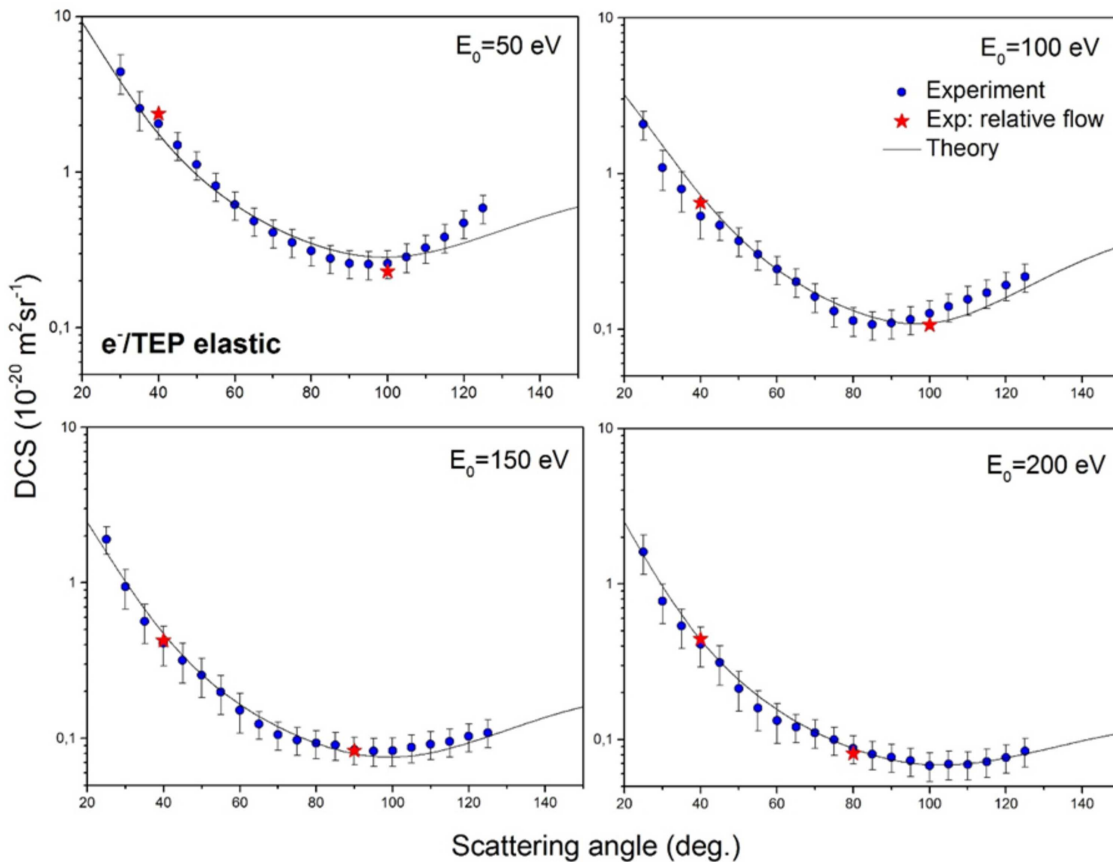 10
1
0,1
E₀=50 eV
e⁻/TEP elastic
20 40 60 80 100 120 140
10
1
0,1
E₀=100 eV
Experiment
Exp: relative flow
Theory
20 40 60 80 100 120 140
DCS (10⁻²⁰ m²sr⁻¹)
10
1
0,1
E₀=150 eV
20 40 60 80 100 120 140
10
1
0,1
E₀=200 eV
20 40 60 80 100 120 140
Scattering angle (deg.)